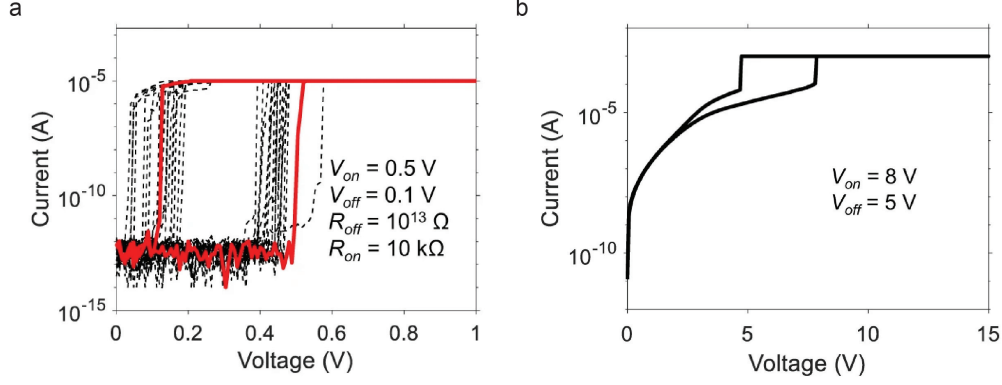 a
Current (A)
10⁻⁵
10⁻¹⁰
10⁻¹⁵
V_on = 0.5 V
V_off = 0.1 V
R_off = 10¹³ Ω
R_on = 10 kΩ
0 0.2 0.4 0.6 0.8 1
Voltage (V)
b
Current (A)
10⁻⁵
10⁻¹⁰
V_on = 8 V
V_off = 5 V
0 5 10 15
Voltage (V)